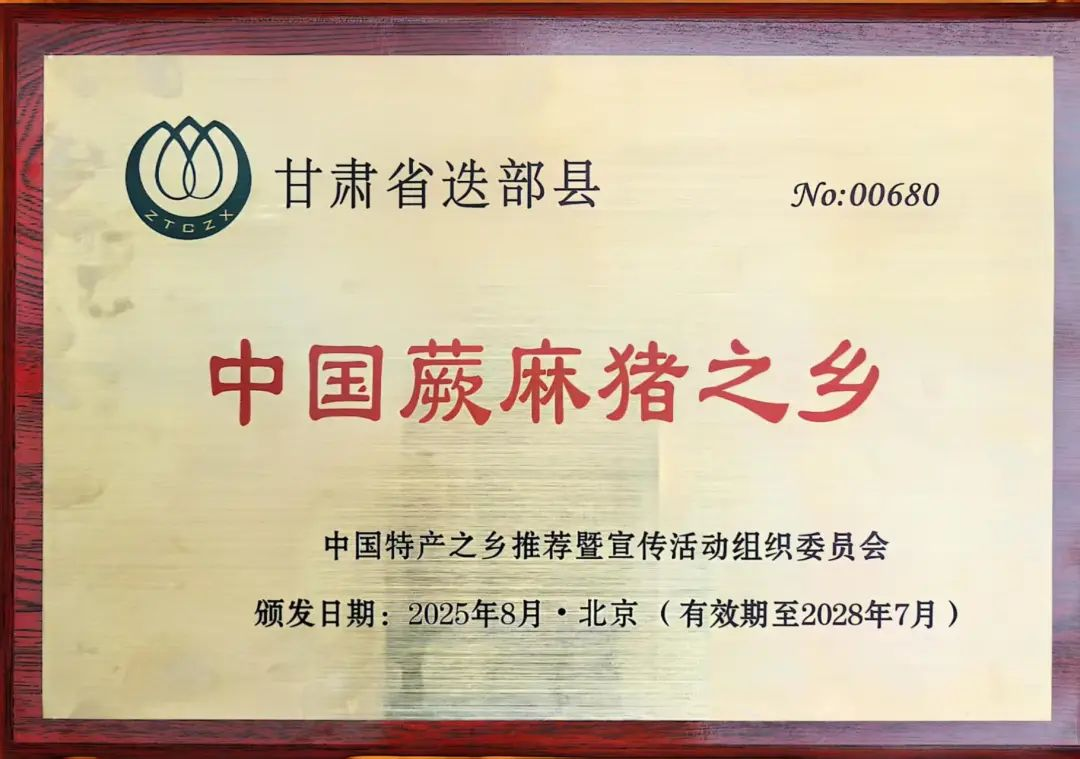 ZTCZX
甘肃省迭部县
No:00680
中国蕨麻猪之乡
中国特产之乡推荐暨宣传活动组织委员会
颁发日期：2025年8月·北京（有效期至2028年7月）